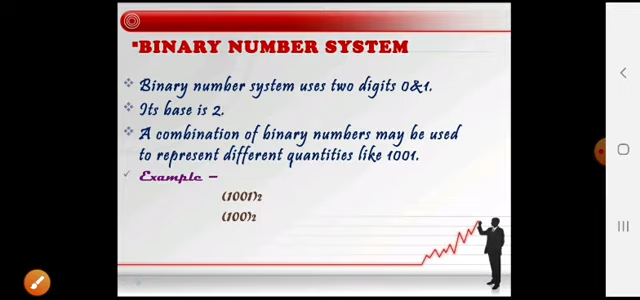 ▪BINARY NUMBER SYSTEM
❖ Binary number system uses two digits 0&1.
❖ Its base is 2.
❖ A combination of binary numbers may be used
to represent different quantities like 1001.
✓ Example –
(1001)₂
(100)₂